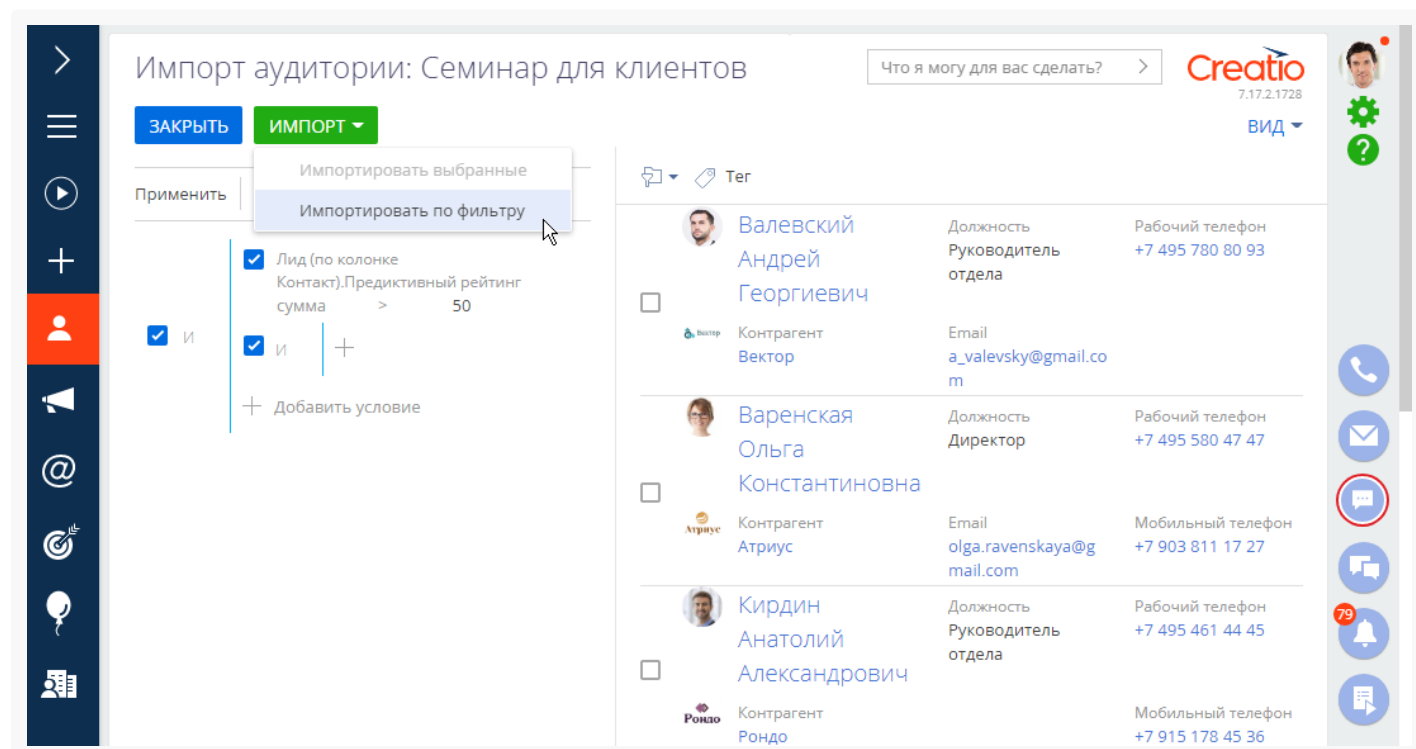 Импорт аудитории: Семинар для клиентов
Что я могу для вас сделать?
Creatio
7.17.2.1728
ЗАКРЫТЬ
ИМПОРТ
ВИД
Импортировать выбранные
Импортировать по фильтру
Применить
Тег
Лид (по колонке
Контакт).Предиктивный рейтинг
сумма > 50
И
И
Добавить условие
Валевский
Андрей
Георгиевич
Должность
Руководитель
отдела
Рабочий телефон
+7 495 780 80 93
Вектор
Контрагент
Вектор
Email
a_valevsky@gmail.co
m
Варенская
Ольга
Константиновна
Должность
Директор
Рабочий телефон
+7 495 580 47 47
Атриус
Контрагент
Атриус
Email
olga.ravenskaya@g
mail.com
Мобильный телефон
+7 903 811 17 27
Кирдин
Анатолий
Александрович
Должность
Руководитель
отдела
Рабочий телефон
+7 495 461 44 45
Рондо
Контрагент
Рондо
Мобильный телефон
+7 915 178 45 36
79